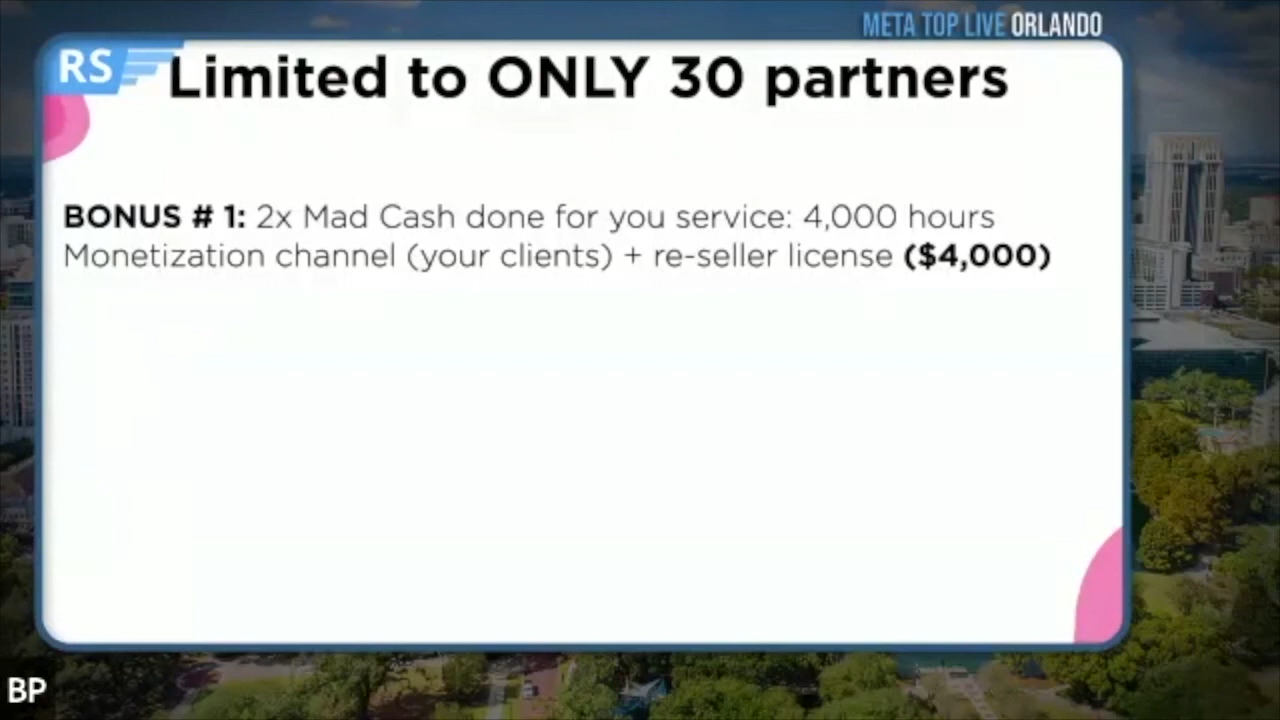 META TOP LIVE ORLANDO
RS
Limited to ONLY 30 partners
BONUS # 1: 2x Mad Cash done for you service: 4,000 hours
Monetization channel (your clients) + re-seller license ($4,000)
BP